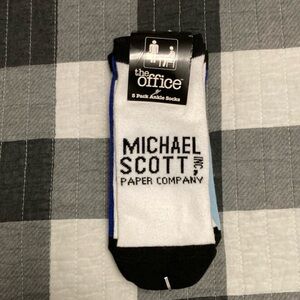 the
office
5 Pack Ankle Socks
MICHAEL
SCOTT INC.
PAPER COMPANY